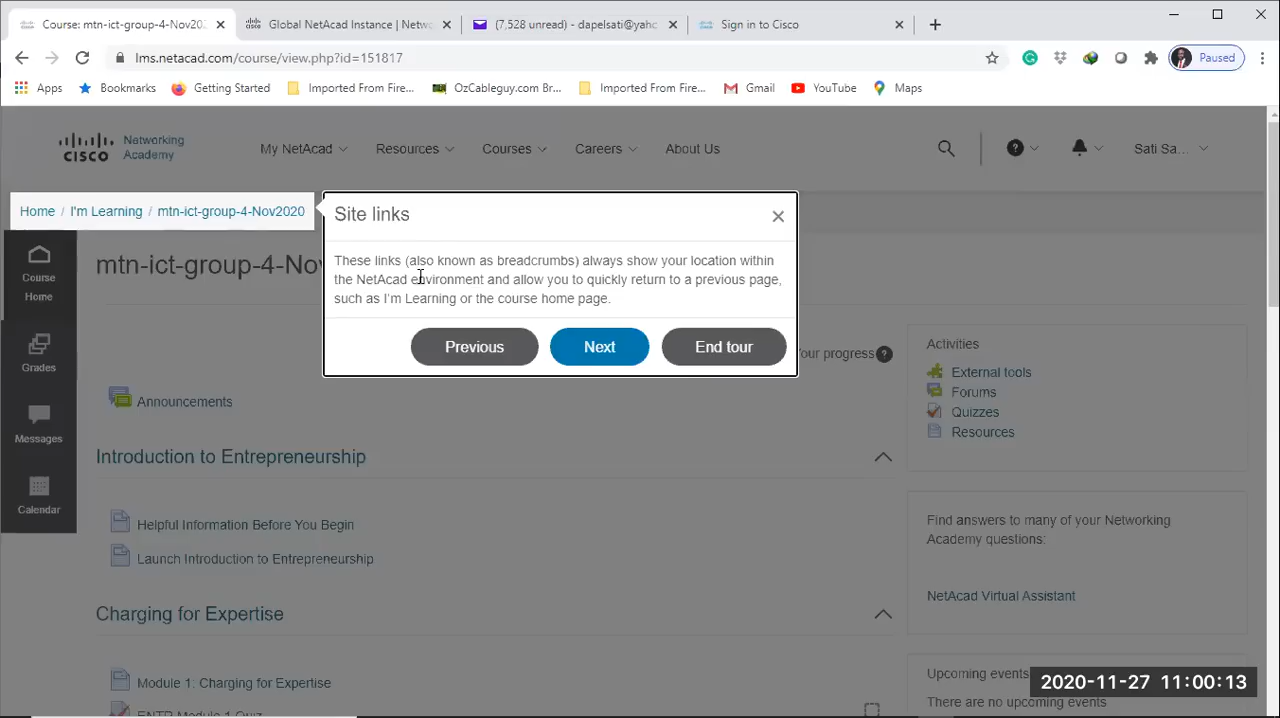 Course: mtn-ict-group-4-Nov202
Global NetAcad Instance | Netwo
(7,528 unread) - dapelsati@yaho
Sign in to Cisco
lms.netacad.com/course/view.php?id=151817
Paused
Apps
Bookmarks
Getting Started
Imported From Fire...
OzCableguy.com Br...
Imported From Fire...
Gmail
YouTube
Maps
CISCO
Networking
Academy
My NetAcad
Resources
Courses
Careers
About Us
Sati Sa...
Home / I'm Learning / mtn-ict-group-4-Nov2020
Site links
These links (also known as breadcrumbs) always show your location within
the NetAcad environment and allow you to quickly return to a previous page,
such as I'm Learning or the course home page.
Previous
Next
End tour
Course
Home
Grades
Messages
Calendar
mtn-ict-group-4-Nov
our progress
Announcements
Introduction to Entrepreneurship
Helpful Information Before You Begin
Launch Introduction to Entrepreneurship
Charging for Expertise
Module 1: Charging for Expertise
ENTR Module 1 Quiz
Activities
External tools
Forums
Quizzes
Resources
Find answers to many of your Networking
Academy questions:
NetAcad Virtual Assistant
Upcoming events
There are no upcoming events
2020-11-27 11:00:13